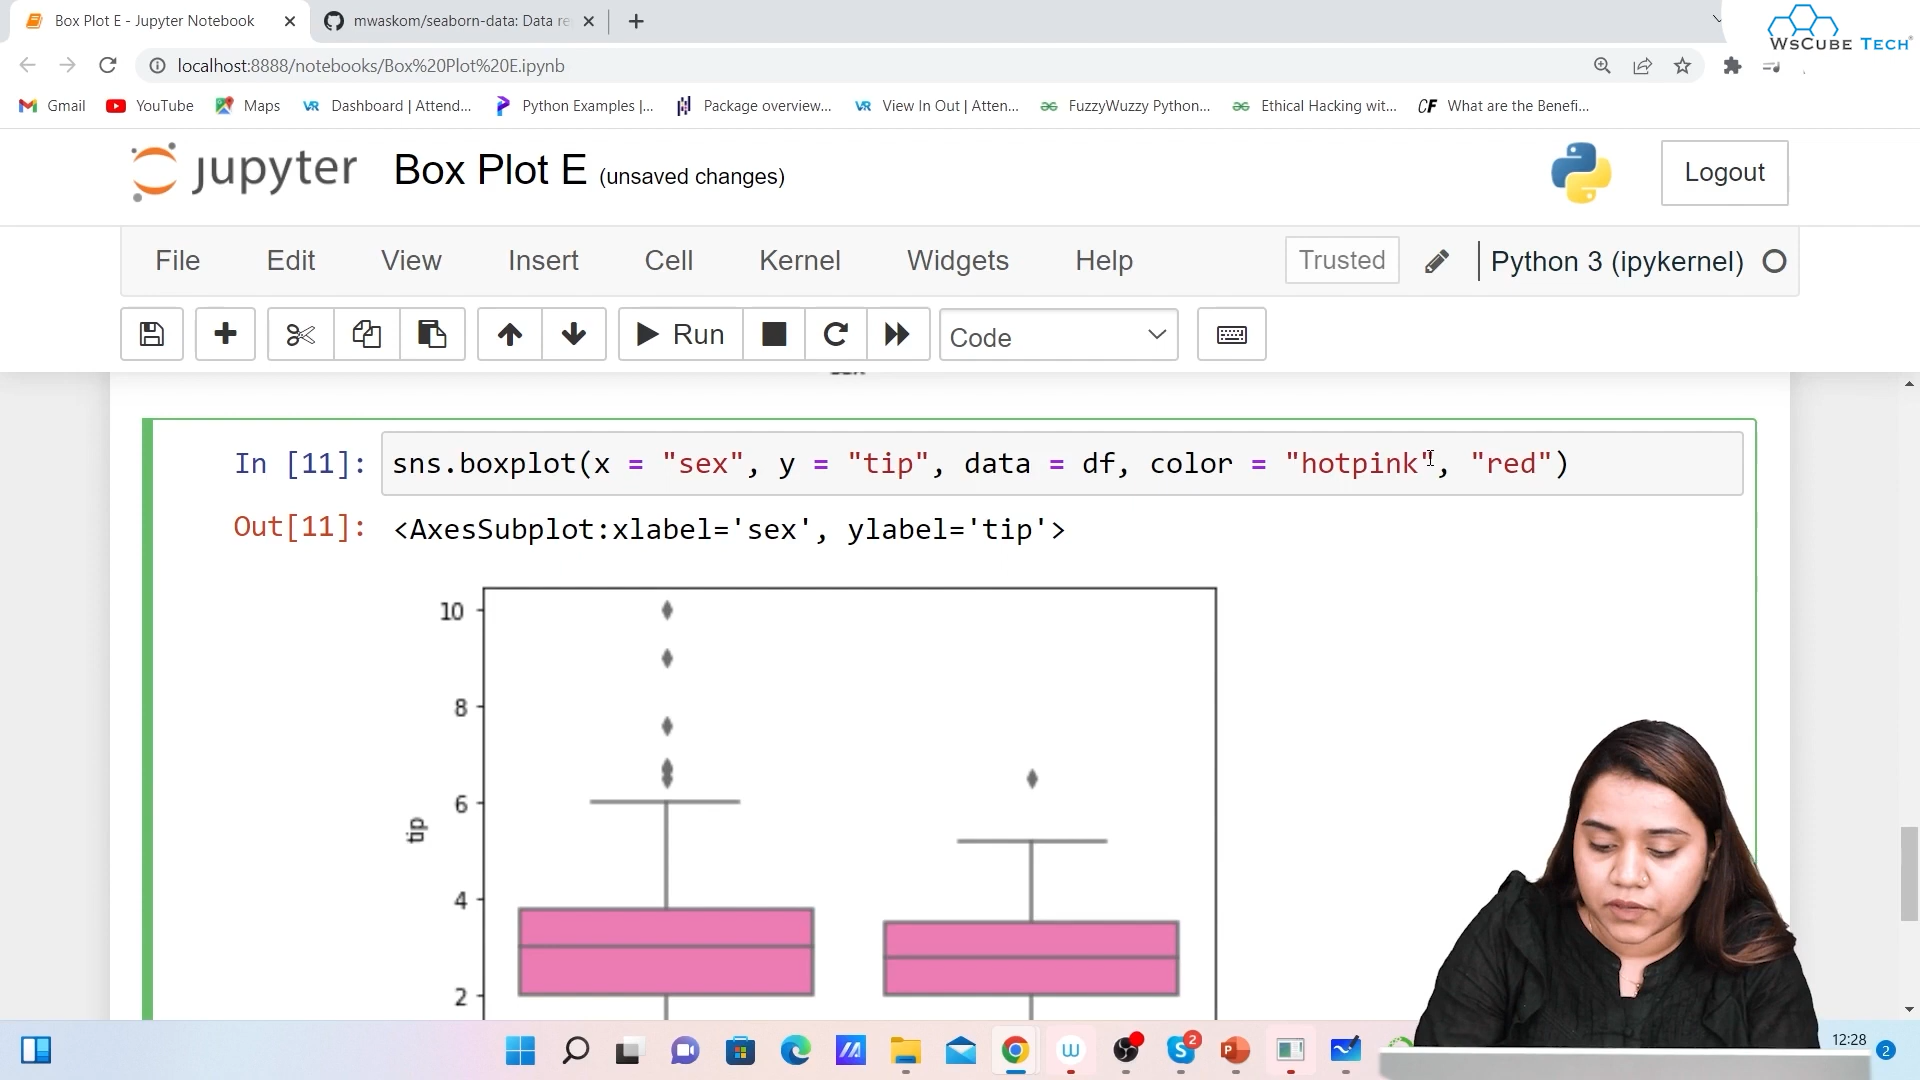 Box Plot E - Jupyter Notebook
mwaskom/seaborn-data: Data re
WsCube Tech
localhost:8888/notebooks/Box%20Plot%20E.ipynb
Gmail YouTube Maps Dashboard | Attend... Python Examples |... Package overview... View In Out | Atten... FuzzyWuzzy Python... Ethical Hacking wit... What are the Benefi...
jupyter Box Plot E (unsaved changes) Logout
File Edit View Insert Cell Kernel Widgets Help Trusted Python 3 (ipykernel)
Run Code
In [11]: sns.boxplot(x = "sex", y = "tip", data = df, color = "hotpink", "red")
Out[11]: <AxesSubplot:xlabel='sex', ylabel='tip'>
10
8
6
tip
4
2
2
12:28 2